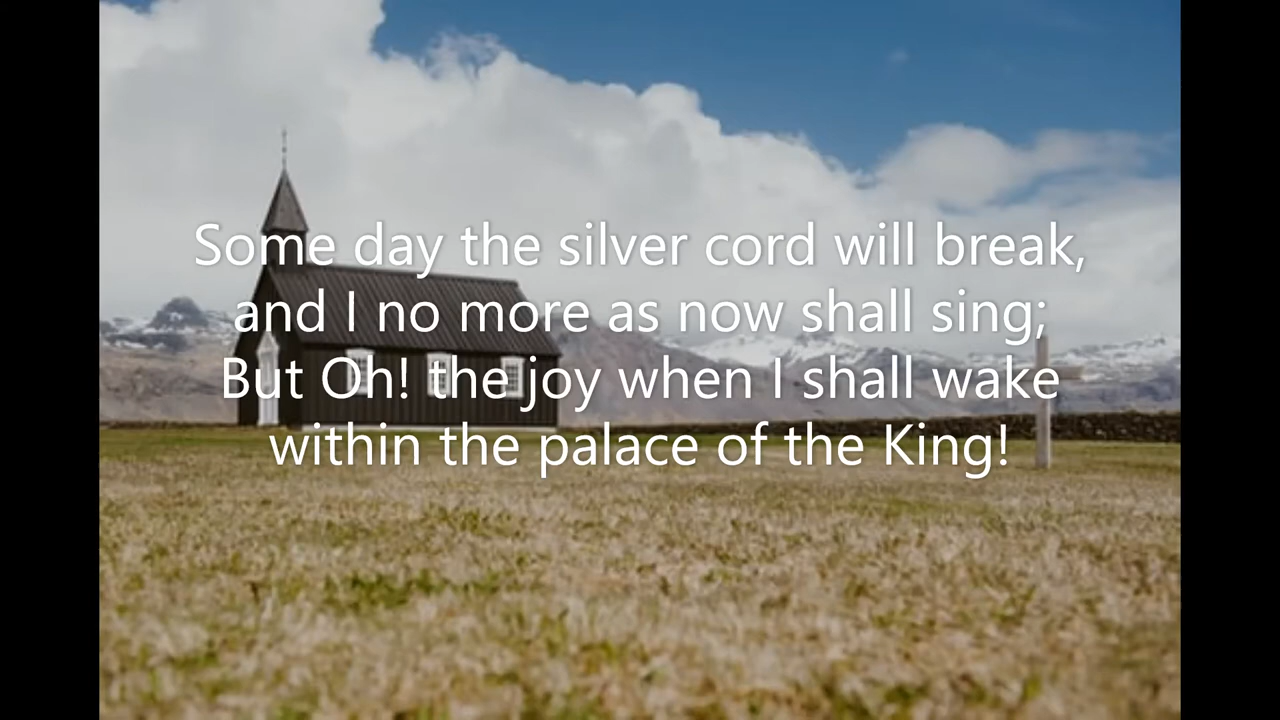 Some day the silver cord will break,
and I no more as now shall sing;
But Oh! the joy when I shall wake
within the palace of the King!